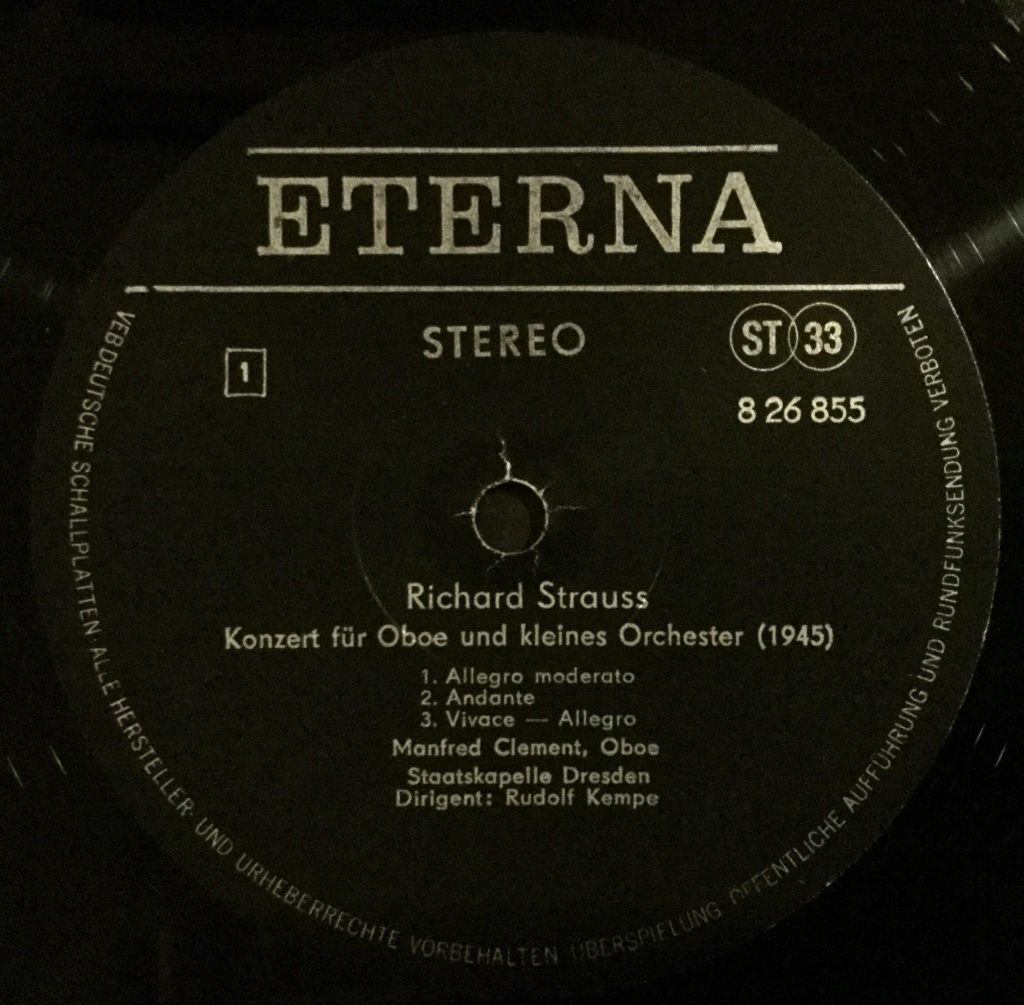 ETERNA
STEREO
ST 33
1
8 26 855
Richard Strauss
Konzert für Oboe und kleines Orchester (1945)
1. Allegro moderato
2. Andante
3. Vivace — Allegro
Manfred Clement, Oboe
Staatskapelle Dresden
Dirigent: Rudolf Kempe
VEB DEUTSCHE SCHALLPLATTEN · ALLE HERSTELLER- UND URHEBERRECHTE VORBEHALTEN · ÜBERSPIELUNG ÖFFENTLICHE AUFFÜHRUNG UND RUNDFUNKSENDUNG VERBOTEN